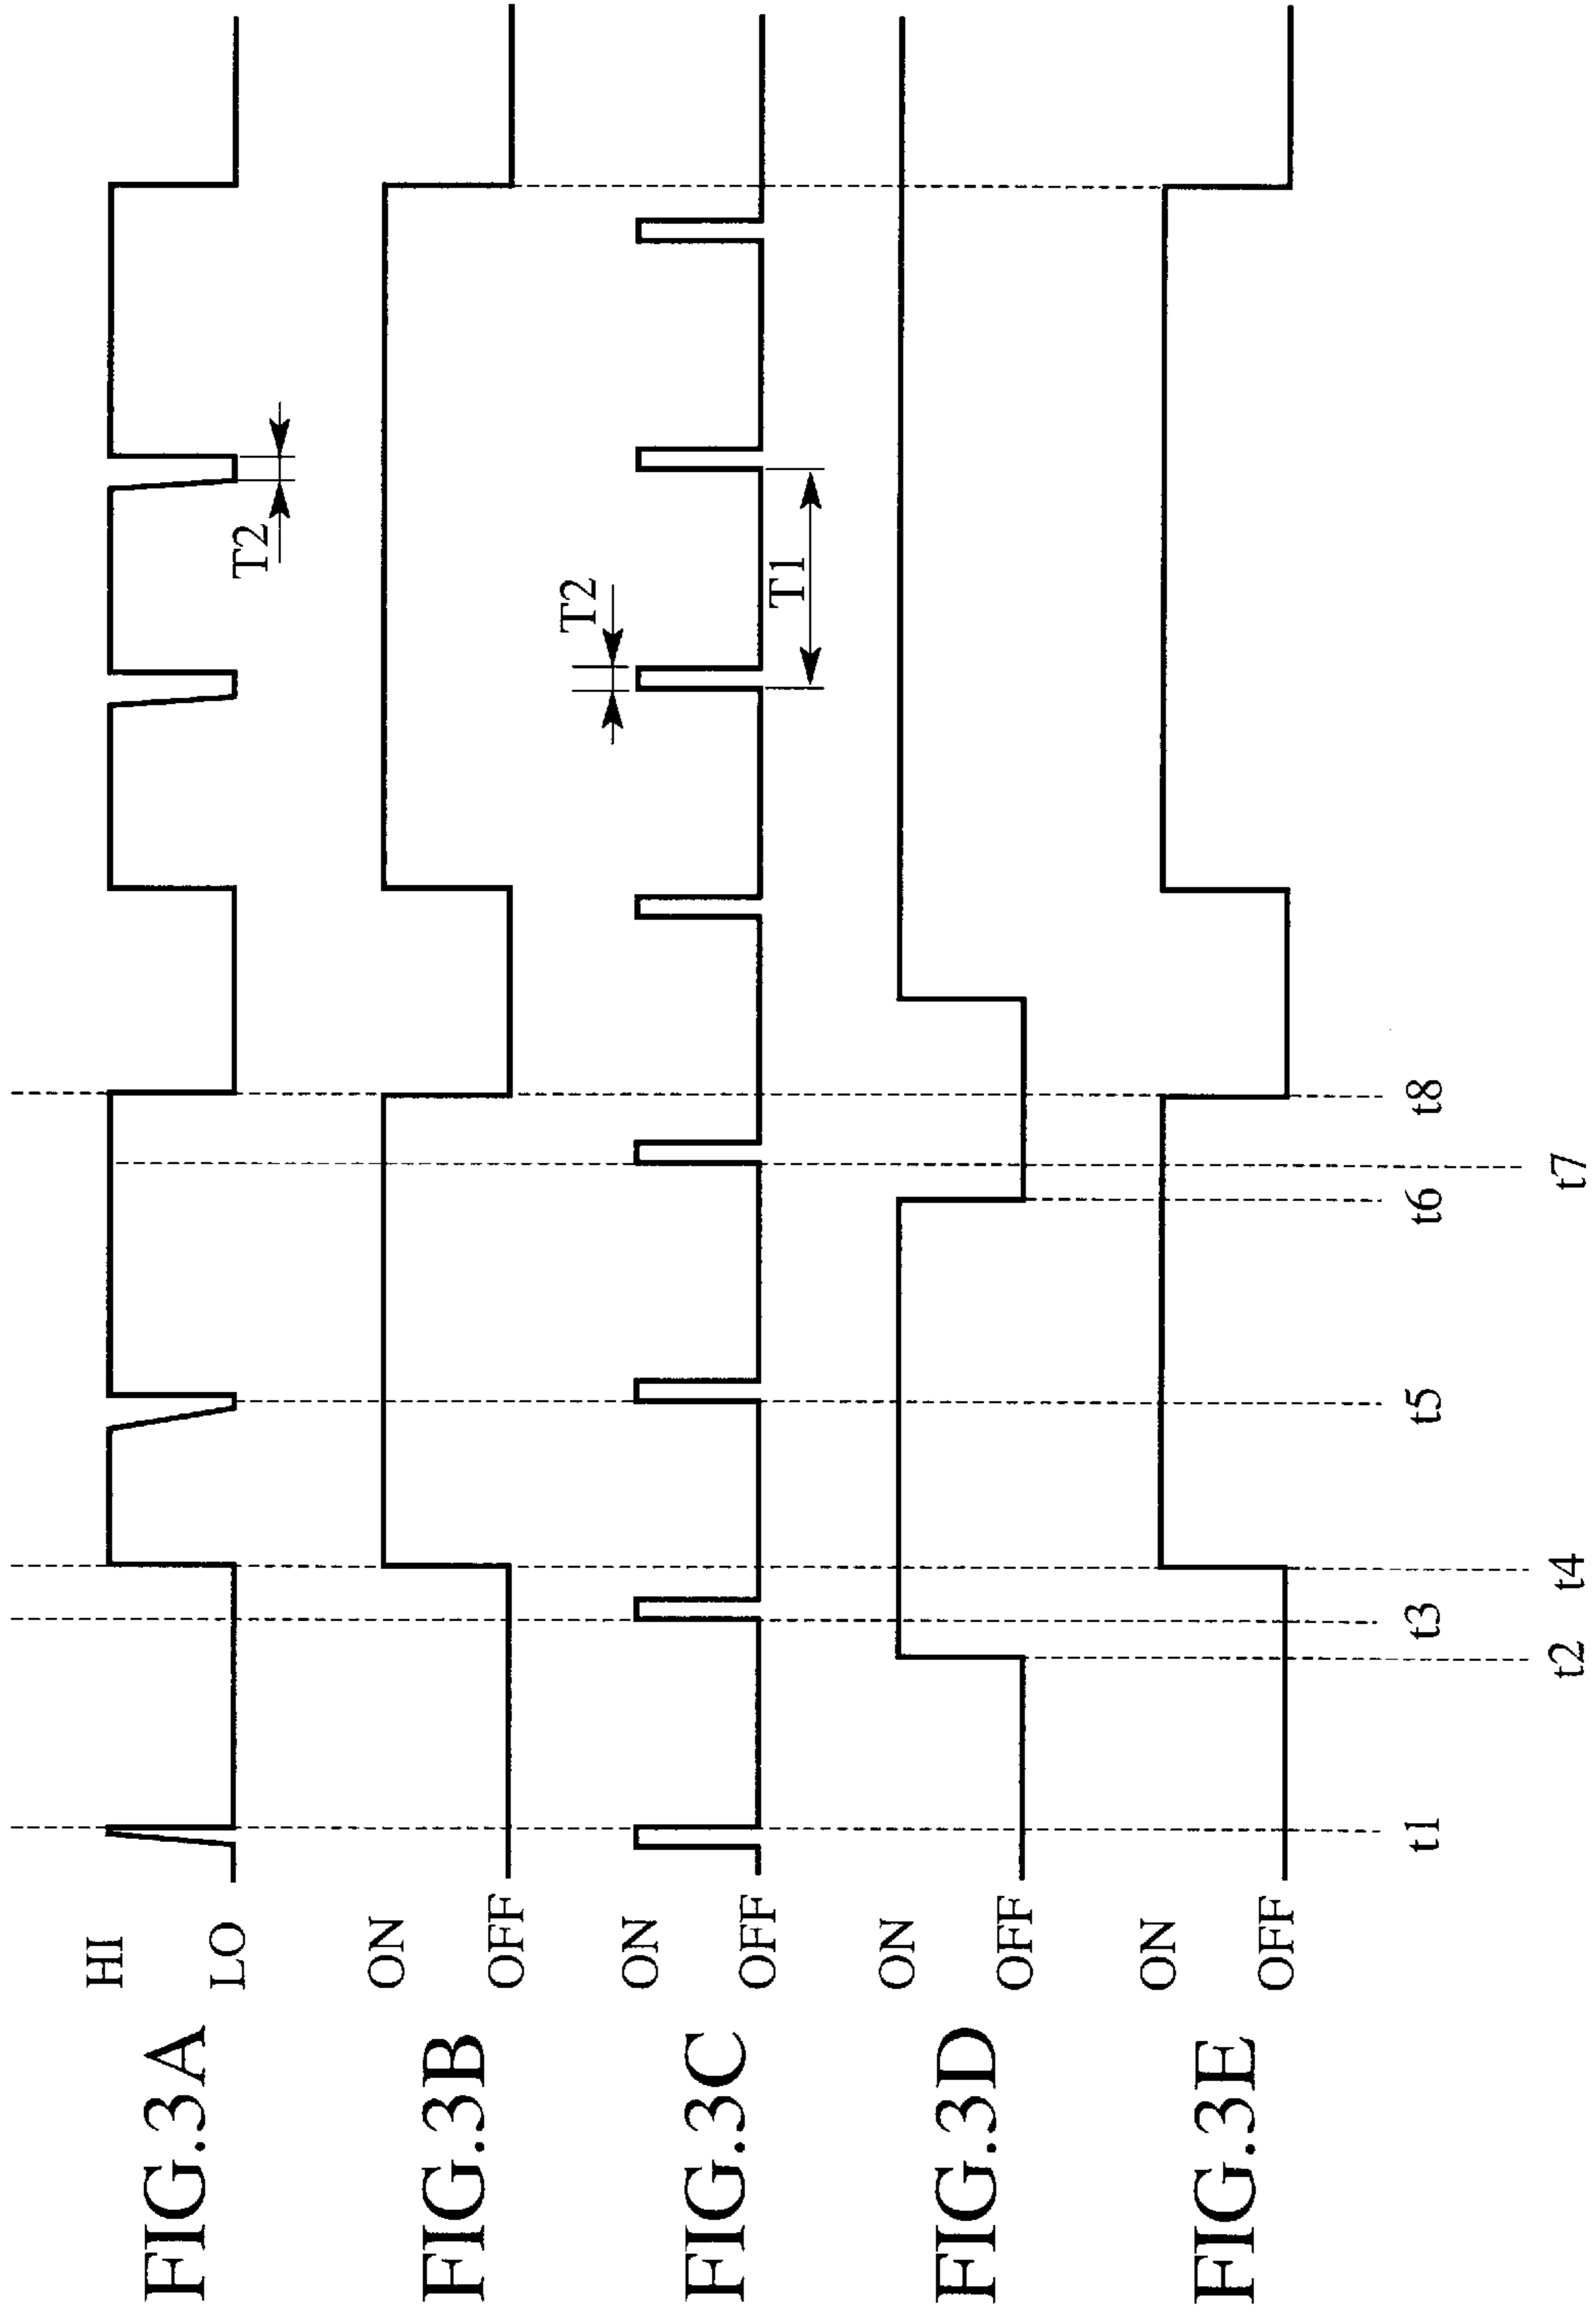 FIG.3A
HI
LO
T2
FIG.3B
ON
OFF
FIG.3C
ON
OFF
T2
T1
FIG.3D
ON
OFF
FIG.3E
ON
OFF
t1
t3
t5
t6
t8
t2
t4
t7